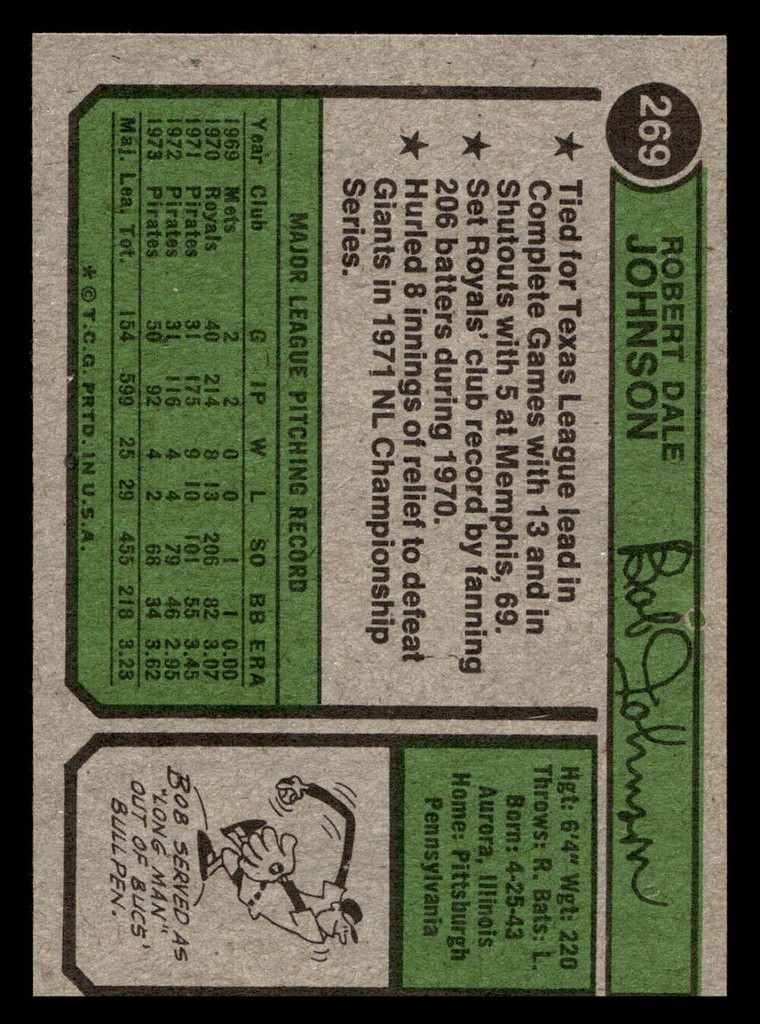 269
ROBERT DALE
JOHNSON
Bob Johnson
★ Tied for Texas League lead in
Complete Games with 13 and in
Shutouts with 5 at Memphis, 69.
★ Set Royals' club record by fanning
206 batters during 1970.
★ Hurled 8 innings of relief to defeat
Giants in 1971 NL Championship
Series.
MAJOR LEAGUE PITCHING RECORD
Year Club G IP W L SO BB ERA
1969 Mets 2 2 0 0 1 1 0.00
1970 Royals 40 214 8 13 206 82 3.07
1971 Pirates 31 175 9 10 101 55 3.45
1972 Pirates 31 116 4 4 79 46 2.95
1973 Pirates 50 92 4 2 68 34 3.62
Maj. Lea. Tot. 154 599 25 29 455 218 3.23
* © T.C.G. PRTD. IN U.S.A.
Hgt: 6'4" Wgt: 220
Throws: R. Bats: L.
Born: 4-25-43
Aurora, Illinois
Home: Pittsburgh
Pennsylvania
BOB SERVED AS
"LONG MAN"
OUT OF BUCS'
BULLPEN.